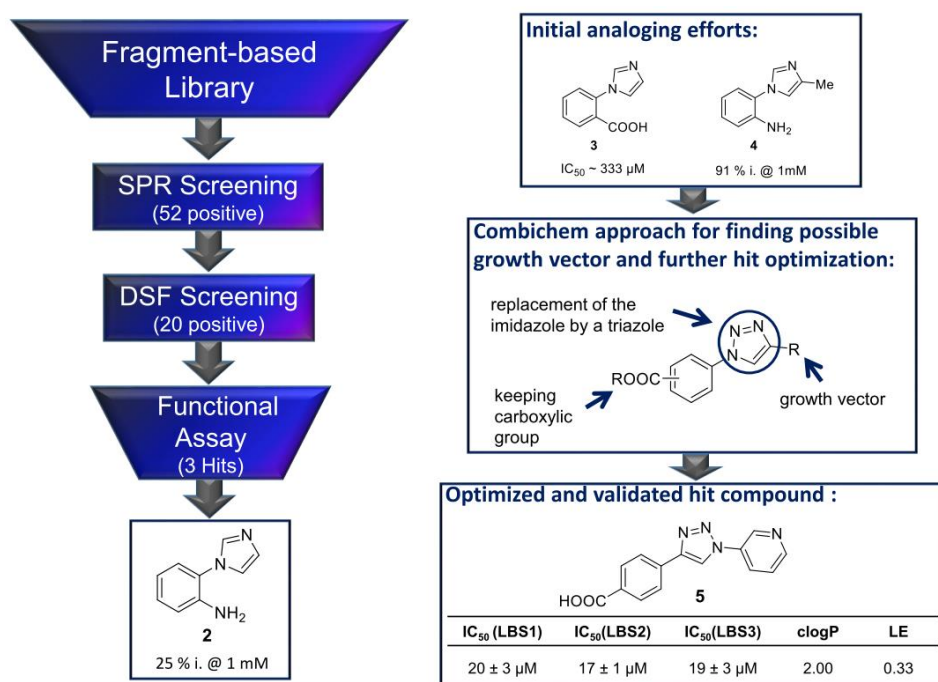 Fragment-based
Library
SPR Screening
(52 positive)
DSF Screening
(20 positive)
Functional
Assay
(3 Hits)
N
N
NH2
2
25 % i. @ 1 mM
Initial analoging efforts:
N
N
COOH
3
IC50 ~ 333 µM
N
Me
N
NH2
4
91 % i. @ 1mM
Combichem approach for finding possible
growth vector and further hit optimization:
replacement of the
imidazole by a triazole
N N
N
R
ROOC
keeping
carboxylic
group
growth vector
Optimized and validated hit compound :
N N
N
N
HOOC
5
IC50 (LBS1) IC50(LBS2) IC50(LBS3) clogP LE
20 ± 3 µM 17 ± 1 µM 19 ± 3 µM 2.00 0.33